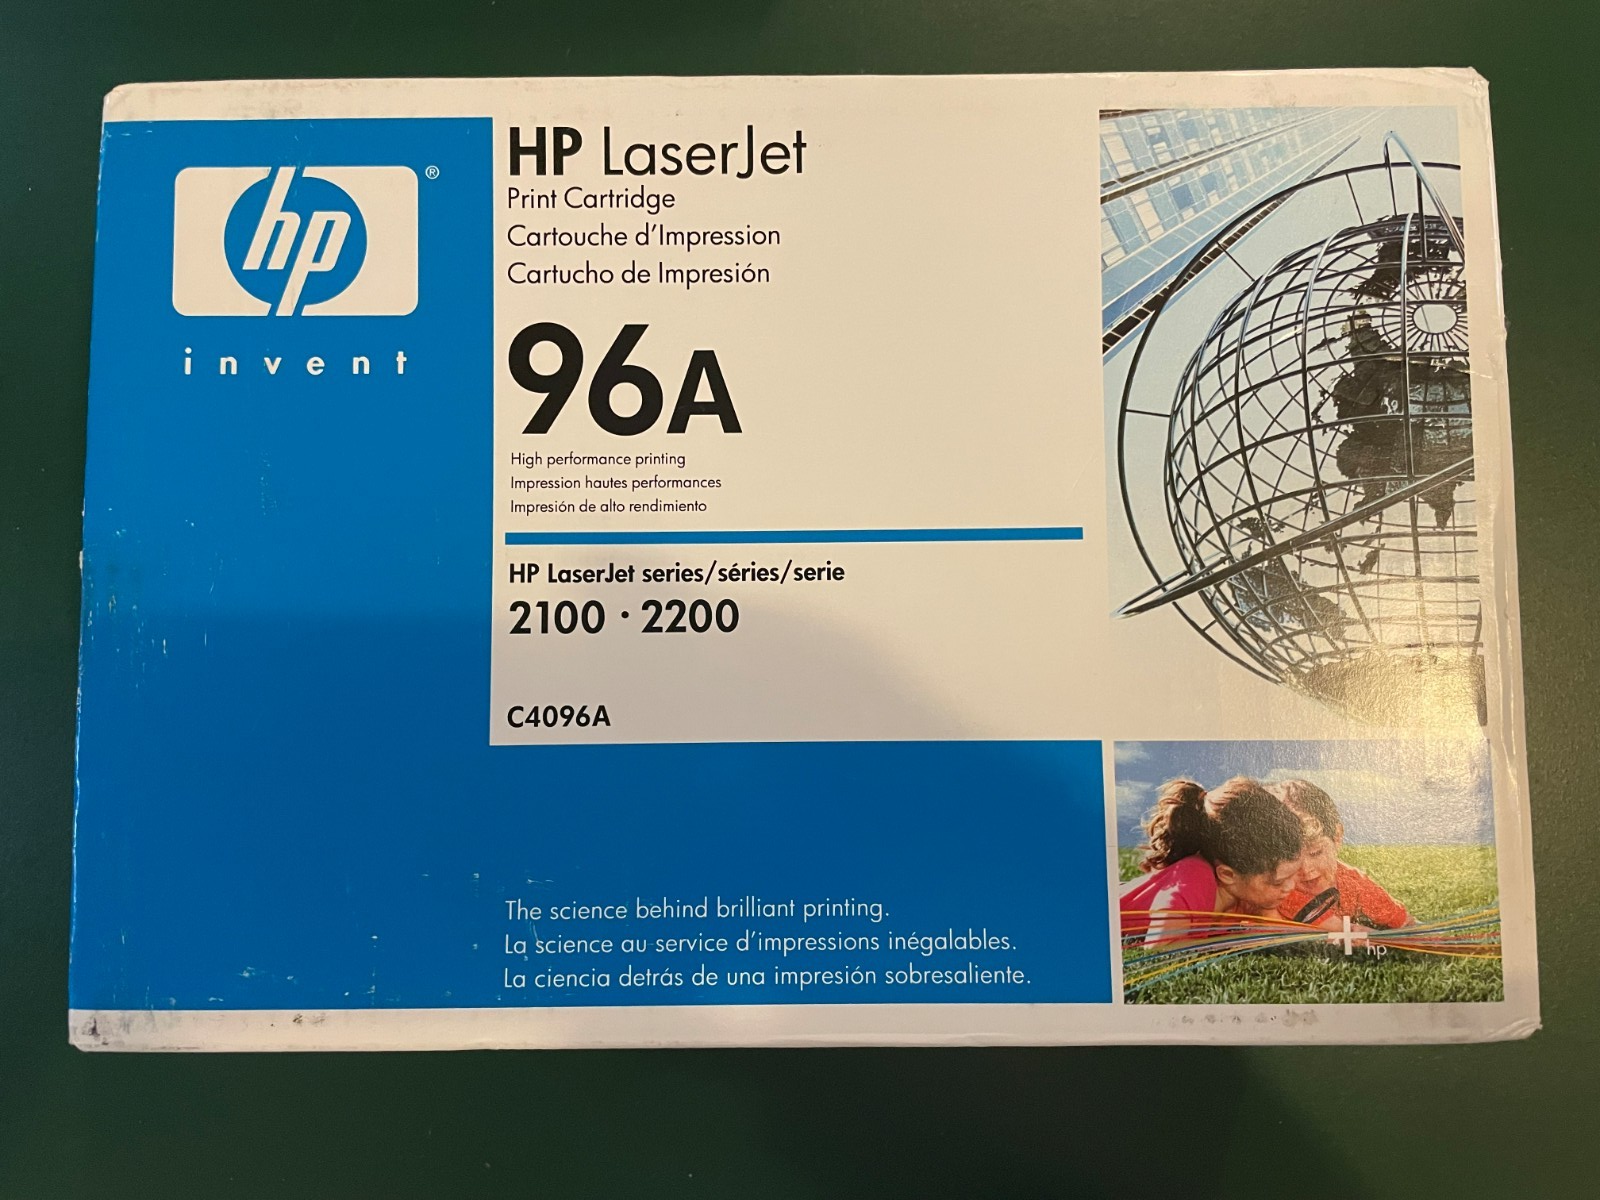 hp
®
invent
HP LaserJet
Print Cartridge
Cartouche d'Impression
Cartucho de Impresión
96A
High performance printing
Impression hautes performances
Impresión de alto rendimiento
HP LaserJet series/séries/serie
2100 · 2200
C4096A
The science behind brilliant printing.
La science au service d'impressions inégalables.
La ciencia detrás de una impresión sobresaliente.
+ hp